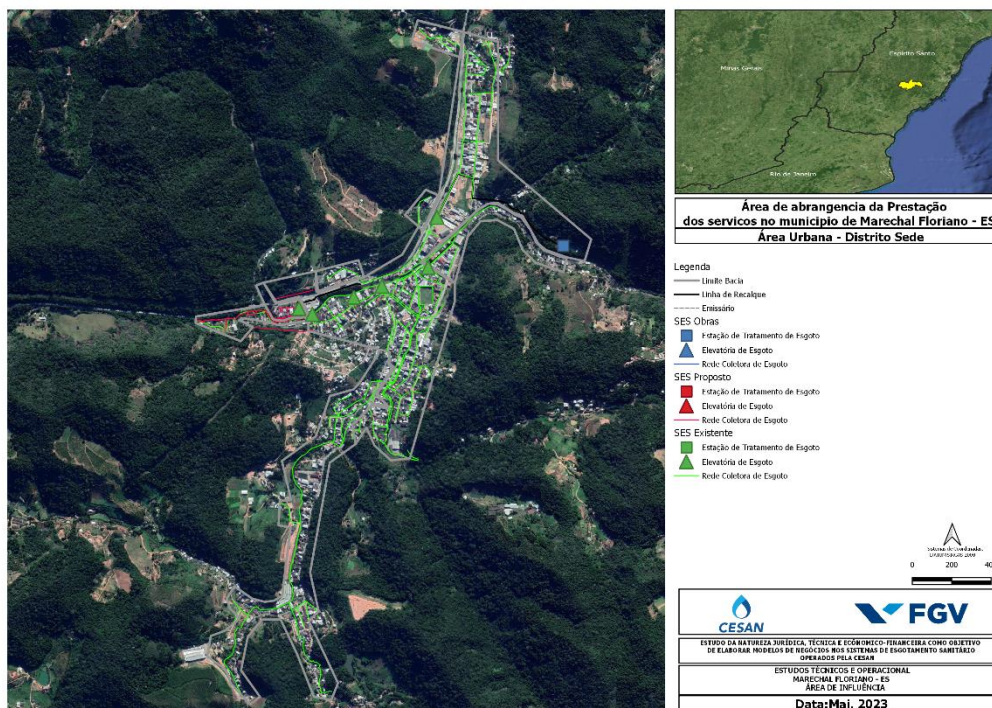 Espírito Santo
Minas Gerais
Rio de Janeiro
Área de abrangencia da Prestação
dos servicos no municipio de Marechal Floriano - ES
Área Urbana - Distrito Sede
Legenda
Limite Bacia
Linha de Recalque
Emissário
SES Obras
Estação de Tratamento de Esgoto
Elevatória de Esgoto
Rede Coletora de Esgoto
SES Proposto
Estação de Tratamento de Esgoto
Elevatória de Esgoto
Rede Coletora de Esgoto
SES Existente
Estação de Tratamento de Esgoto
Elevatória de Esgoto
Rede Coletora de Esgoto
Sistemas de Coordenadas
0 200 40
CESAN
FGV
ESTUDO DA NATUREZA JURÍDICA, TÉCNICA E ECÔNOMICO-FINANCEIRA COMO OBJETIVO
DE ELABORAR MODELOS DE NEGÓCIOS NOS SISTEMAS DE ESGOTAMENTO SANITÁRIO
OPERADOS PELA CESAN
ESTUDOS TÉCNICOS E OPERACIONAL
MARECHAL FLORIANO - ES
ÁREA DE INFLUÊNCIA
Data:Mai, 2023